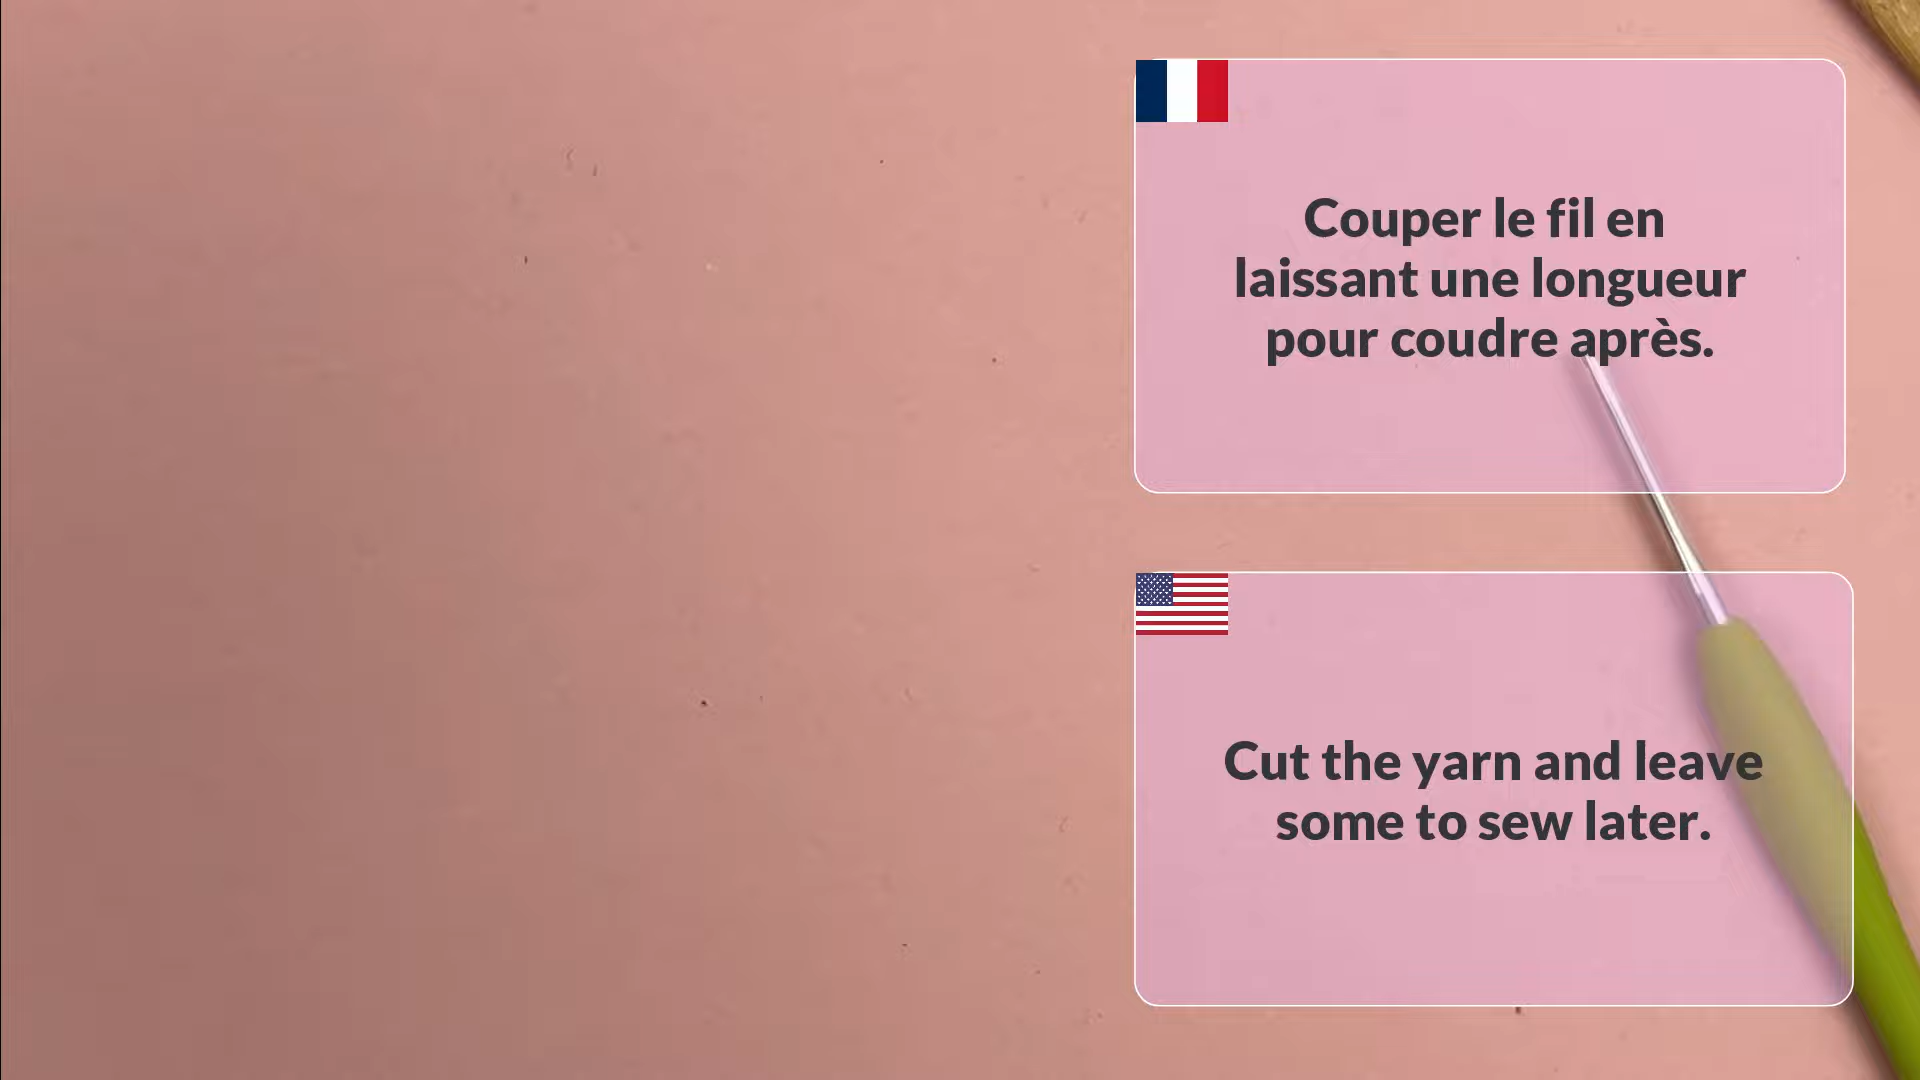 Couper le fil en
laissant une longueur
pour coudre après.
Cut the yarn and leave
some to sew later.